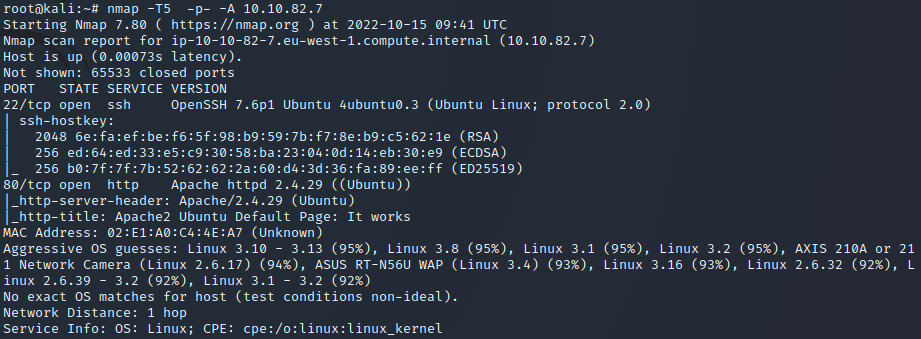 root@kali:~# nmap -T5  -p- -A 10.10.82.7
Starting Nmap 7.80 ( https://nmap.org ) at 2022-10-15 09:41 UTC
Nmap scan report for ip-10-10-82-7.eu-west-1.compute.internal (10.10.82.7)
Host is up (0.00073s latency).
Not shown: 65533 closed ports
PORT   STATE SERVICE VERSION
22/tcp open  ssh     OpenSSH 7.6p1 Ubuntu 4ubuntu0.3 (Ubuntu Linux; protocol 2.0)
| ssh-hostkey:
|   2048 6e:fa:ef:be:f6:5f:98:b9:59:7b:f7:8e:b9:c5:62:1e (RSA)
|   256 ed:64:ed:33:e5:c9:30:58:ba:23:04:0d:14:eb:30:e9 (ECDSA)
|_  256 b0:7f:7f:7b:52:62:62:2a:60:d4:3d:36:fa:89:ee:ff (ED25519)
80/tcp open  http    Apache httpd 2.4.29 ((Ubuntu))
|_http-server-header: Apache/2.4.29 (Ubuntu)
|_http-title: Apache2 Ubuntu Default Page: It works
MAC Address: 02:E1:A0:C4:4E:A7 (Unknown)
Aggressive OS guesses: Linux 3.10 - 3.13 (95%), Linux 3.8 (95%), Linux 3.1 (95%), Linux 3.2 (95%), AXIS 210A or 21
1 Network Camera (Linux 2.6.17) (94%), ASUS RT-N56U WAP (Linux 3.4) (93%), Linux 3.16 (93%), Linux 2.6.32 (92%), L
inux 2.6.39 - 3.2 (92%), Linux 3.1 - 3.2 (92%)
No exact OS matches for host (test conditions non-ideal).
Network Distance: 1 hop
Service Info: OS: Linux; CPE: cpe:/o:linux:linux_kernel